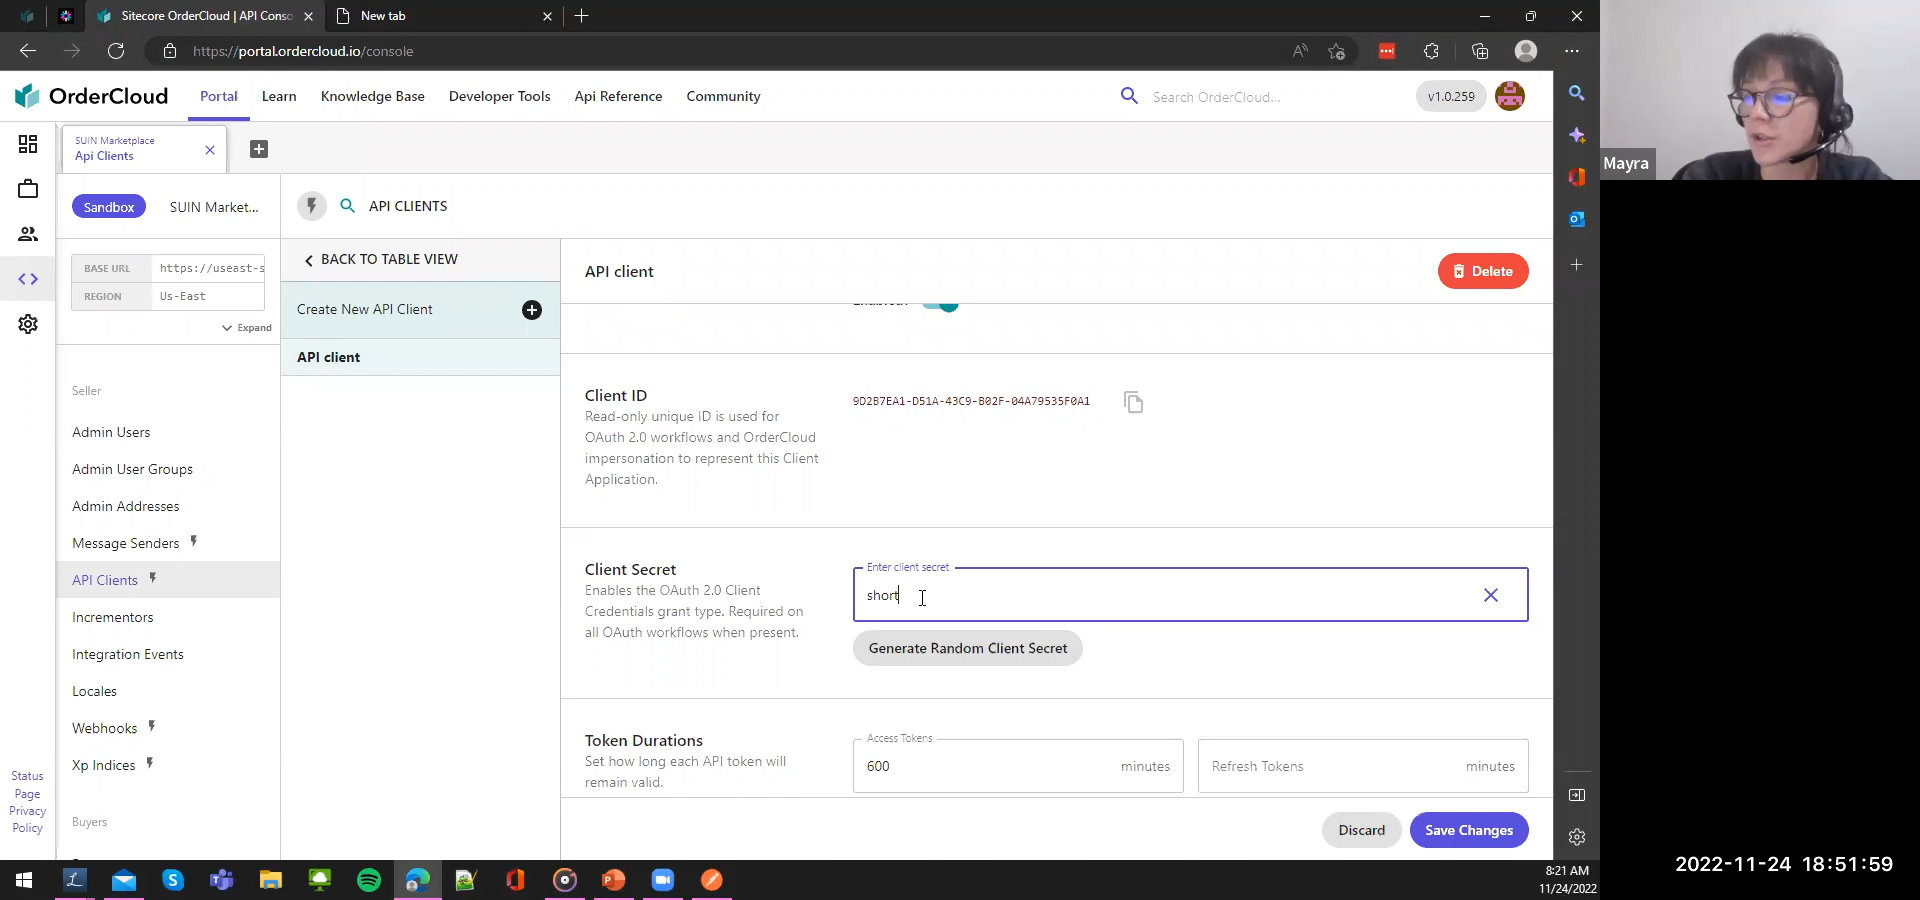 Sitecore OrderCloud | API Conso
New tab
https://portal.ordercloud.io/console
OrderCloud
Portal
Learn
Knowledge Base
Developer Tools
Api Reference
Community
Search OrderCloud...
v1.0.259
SUIN Marketplace
Api Clients
Sandbox
SUIN Market...
API CLIENTS
BASE URL
https://useast-s
REGION
Us-East
Expand
BACK TO TABLE VIEW
Create New API Client
API client
API client
Delete
Seller
Admin Users
Admin User Groups
Admin Addresses
Message Senders
API Clients
Incrementors
Integration Events
Locales
Webhooks
Xp Indices
Buyers
Status
Page
Privacy
Policy
Client ID
Read-only unique ID is used for
OAuth 2.0 workflows and OrderCloud
impersonation to represent this Client
Application.
9D2B7EA1-D51A-43C9-B02F-04A79535F0A1
Client Secret
Enables the OAuth 2.0 Client
Credentials grant type. Required on
all OAuth workflows when present.
Enter client secret
short
Generate Random Client Secret
Token Durations
Set how long each API token will
remain valid.
Access Tokens
600
minutes
Refresh Tokens
minutes
Discard
Save Changes
8:21 AM
11/24/2022
Mayra
2022-11-24 18:51:59